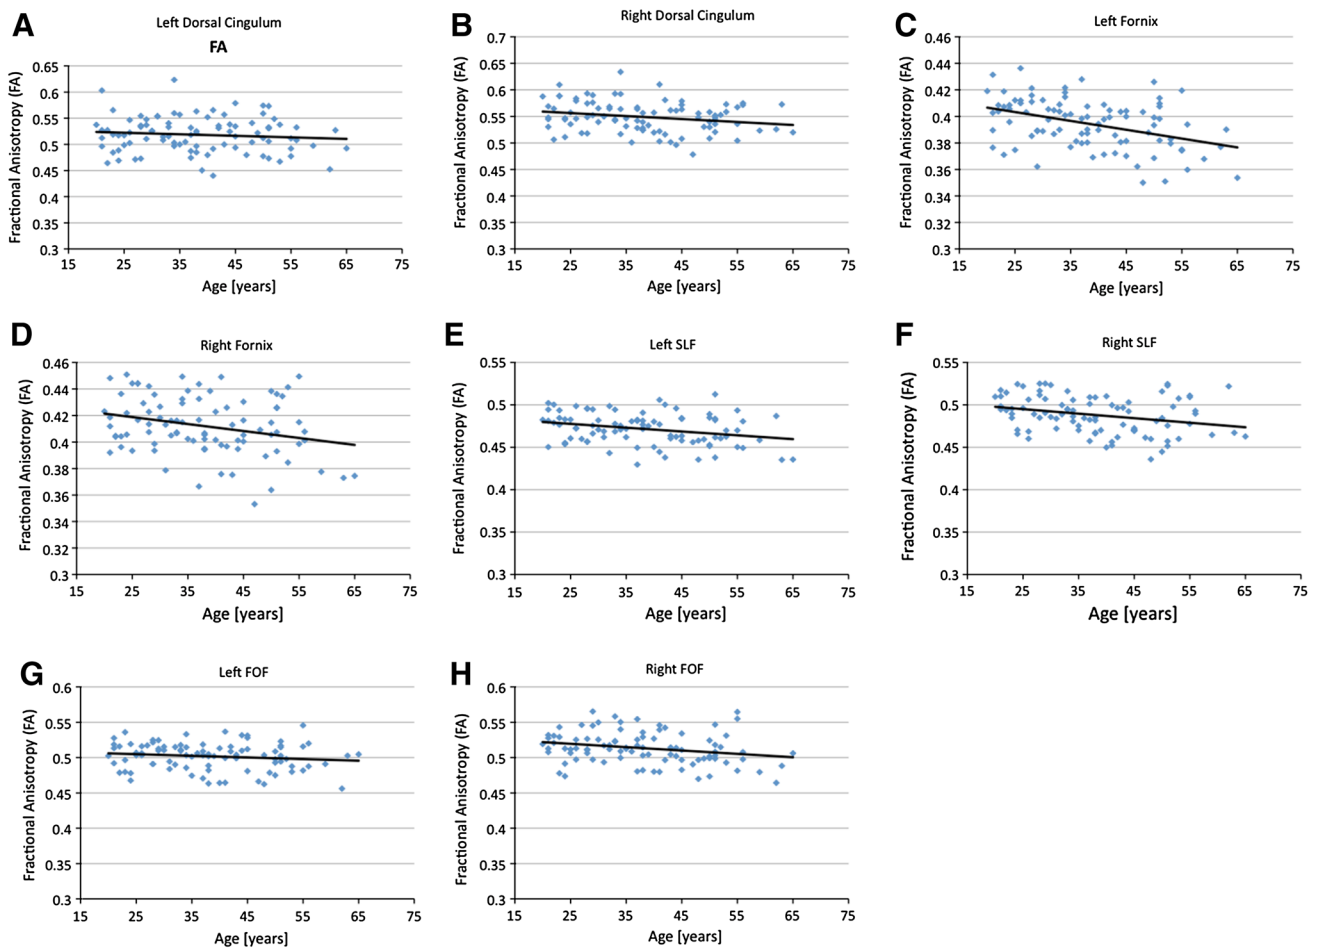 A
Left Dorsal Cingulum
FA
Fractional Anisotropy (FA)
0.65
0.6
0.55
0.5
0.45
0.4
0.35
0.3
15 25 35 45 55 65 75
Age [years]
B
Right Dorsal Cingulum
Fractional Anisotropy (FA)
0.7
0.65
0.6
0.55
0.5
0.45
0.4
0.35
0.3
15 25 35 45 55 65 75
Age [years]
C
Left Fornix
Fractional Anisotropy (FA)
0.46
0.44
0.42
0.4
0.38
0.36
0.34
0.32
0.3
15 25 35 45 55 65 75
Age [years]
D
Right Fornix
Fractional Anisotropy (FA)
0.46
0.44
0.42
0.4
0.38
0.36
0.34
0.32
0.3
15 25 35 45 55 65 75
Age [years]
E
Left SLF
Fractional Anisotropy (FA)
0.55
0.5
0.45
0.4
0.35
0.3
15 25 35 45 55 65 75
Age [years]
F
Right SLF
Fractional Anisotropy (FA)
0.55
0.5
0.45
0.4
0.35
0.3
15 25 35 45 55 65 75
Age [years]
G
Left FOF
Fractional Anisotropy (FA)
0.6
0.55
0.5
0.45
0.4
0.35
0.3
15 25 35 45 55 65 75
Age [years]
H
Right FOF
Fractional Anisotropy (FA)
0.6
0.55
0.5
0.45
0.4
0.35
0.3
15 25 35 45 55 65 75
Age [years]